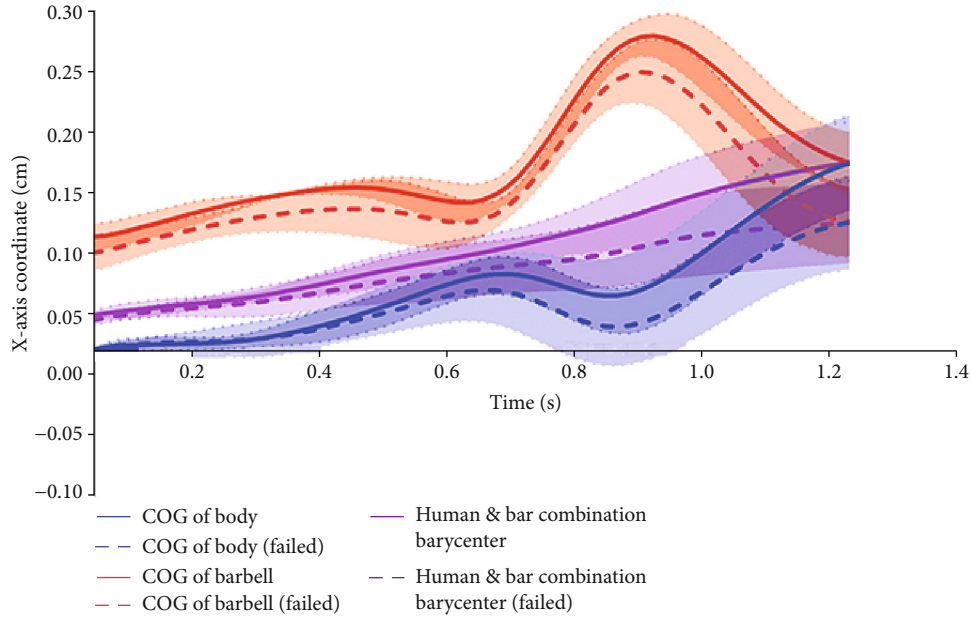 0.30
0.25
0.20
0.15
0.10
0.05
0.00
−0.05
−0.10
X-axis coordinate (cm)
0.2 0.4 0.6 0.8 1.0 1.2 1.4
Time (s)
COG of body
COG of body (failed)
COG of barbell
COG of barbell (failed)
Human & bar combination
barycenter
Human & bar combination
barycenter (failed)